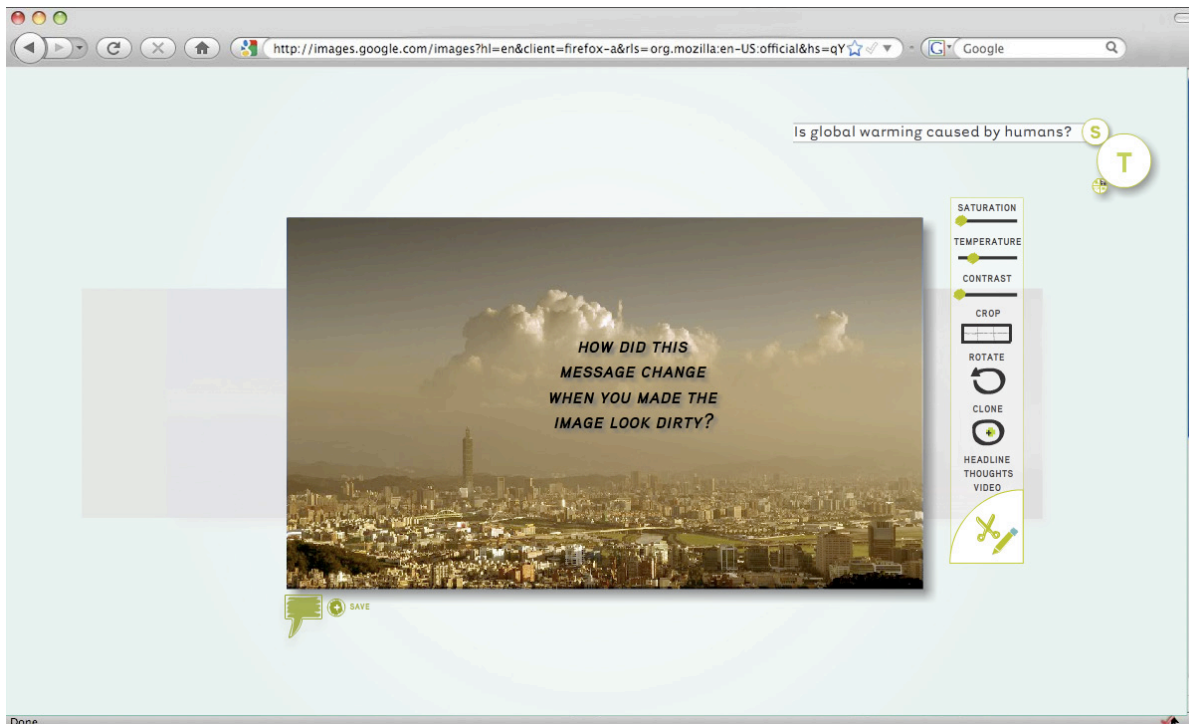 http://images.google.com/images?hl=en&client=firefox-a&rls=org.mozilla:en-US:official&hs=qY
Google
Is global warming caused by humans?
S
T
SATURATION
TEMPERATURE
CONTRAST
CROP
ROTATE
CLONE
HEADLINE
THOUGHTS
VIDEO
HOW DID THIS
MESSAGE CHANGE
WHEN YOU MADE THE
IMAGE LOOK DIRTY?
SAVE
Done